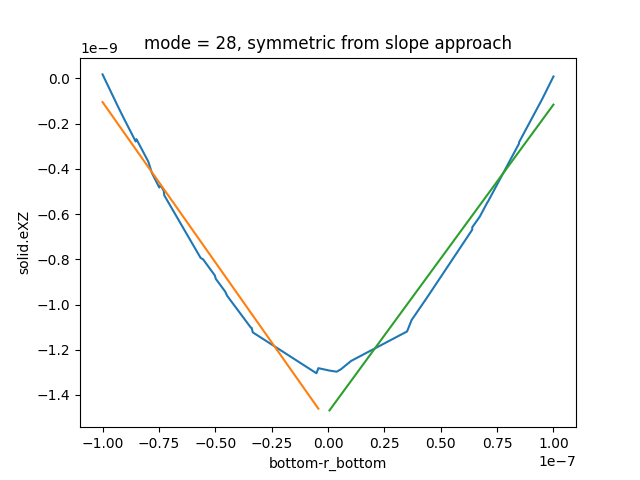 mode = 28, symmetric from slope approach
1e−9
0.0
−0.2
−0.4
−0.6
−0.8
−1.0
−1.2
−1.4
solid.eXZ
−1.00 −0.75 −0.50 −0.25 0.00 0.25 0.50 0.75 1.00
bottom-r_bottom
1e−7